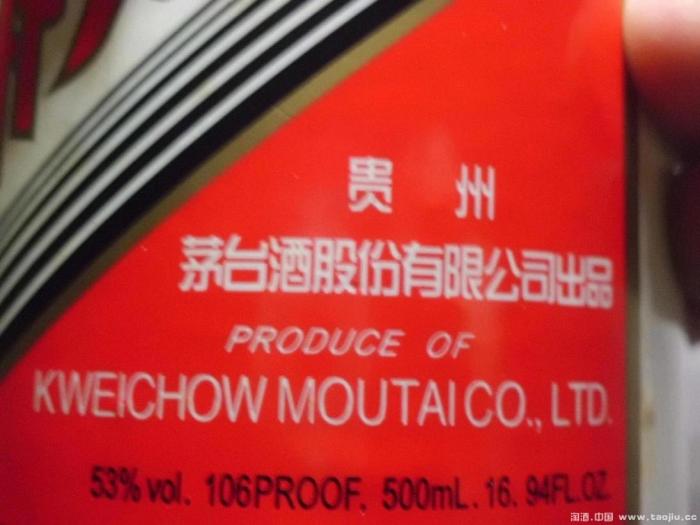 贵州
茅台酒股份有限公司出品
PRODUCE OF
KWEICHOW MOUTAI CO., LTD.
53% vol. 106PROOF. 500mL. 16. 94FL.OZ.
淘酒.中国 www.taojiu.cc